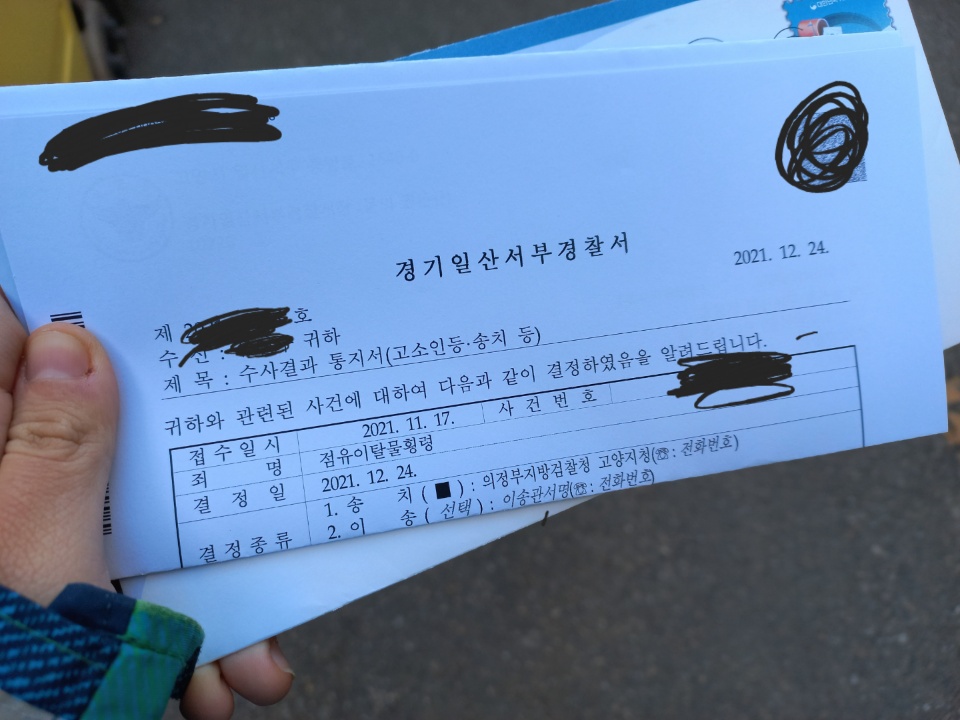 경기일산서부경찰서
2021. 12. 24.
제 호
수 신 : 귀하
제 목 : 수사결과 통지서(고소인등·송치 등)
귀하와 관련된 사건에 대하여 다음과 같이 결정하였음을 알려드립니다.
접 수 일 시 2021. 11. 17. 사 건 번 호
죄 명 점유이탈물횡령
결 정 일 2021. 12. 24.
결 정 종 류 1. 송 치 ( ■ ) : 의정부지방검찰청 고양지청(☎: 전화번호)
2. 이 송 ( 선택 ) : 이송관서명(☎: 전화번호)